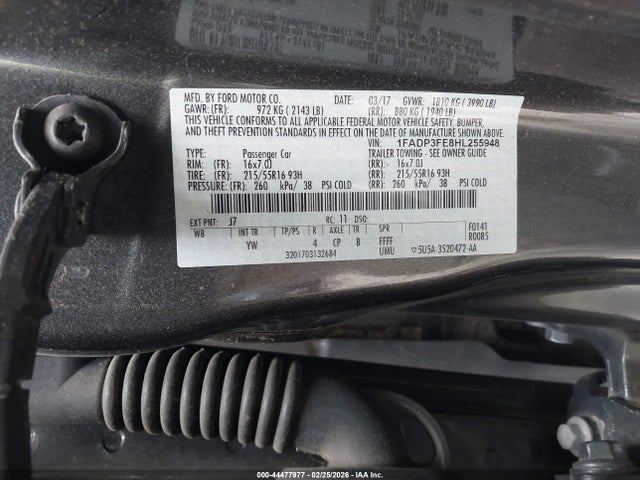 MFD. BY FORD MOTOR CO. DATE: 03/17 GVWR: 1810 KG ( 3990 LB)
GAWR:(FR): 972 KG ( 2143 LB) (RR): 880 KG ( 1940 LB)
THIS VEHICLE CONFORMS TO ALL APPLICABLE FEDERAL MOTOR VEHICLE SAFETY, BUMPER,
AND THEFT PREVENTION STANDARDS IN EFFECT ON THE DATE OF MANUFACTURE SHOWN ABOVE.
VIN: 1FADP3FE8HL255948
TYPE: Passenger Car TRAILER TOWING - SEE OWNER GUIDE
RIM: (FR): 16x7.0J (RR): 16x7.0J
TIRE: (FR): 215/55R16 93H (RR): 215/55R16 93H
PRESSURE: (FR): 260 kPa/ 38 PSI COLD (RR): 260 kPa/ 38 PSI COLD
EXT PNT: J7 RC: 11 DSO: F0141
WB INT TR TP/PS R AXLE TR SPR R0085
YW 4 CP B FFFF
3201703132684 UMU 5U5A-3520472-AA
000-44477977 - 02/25/2026 - IAA Inc.